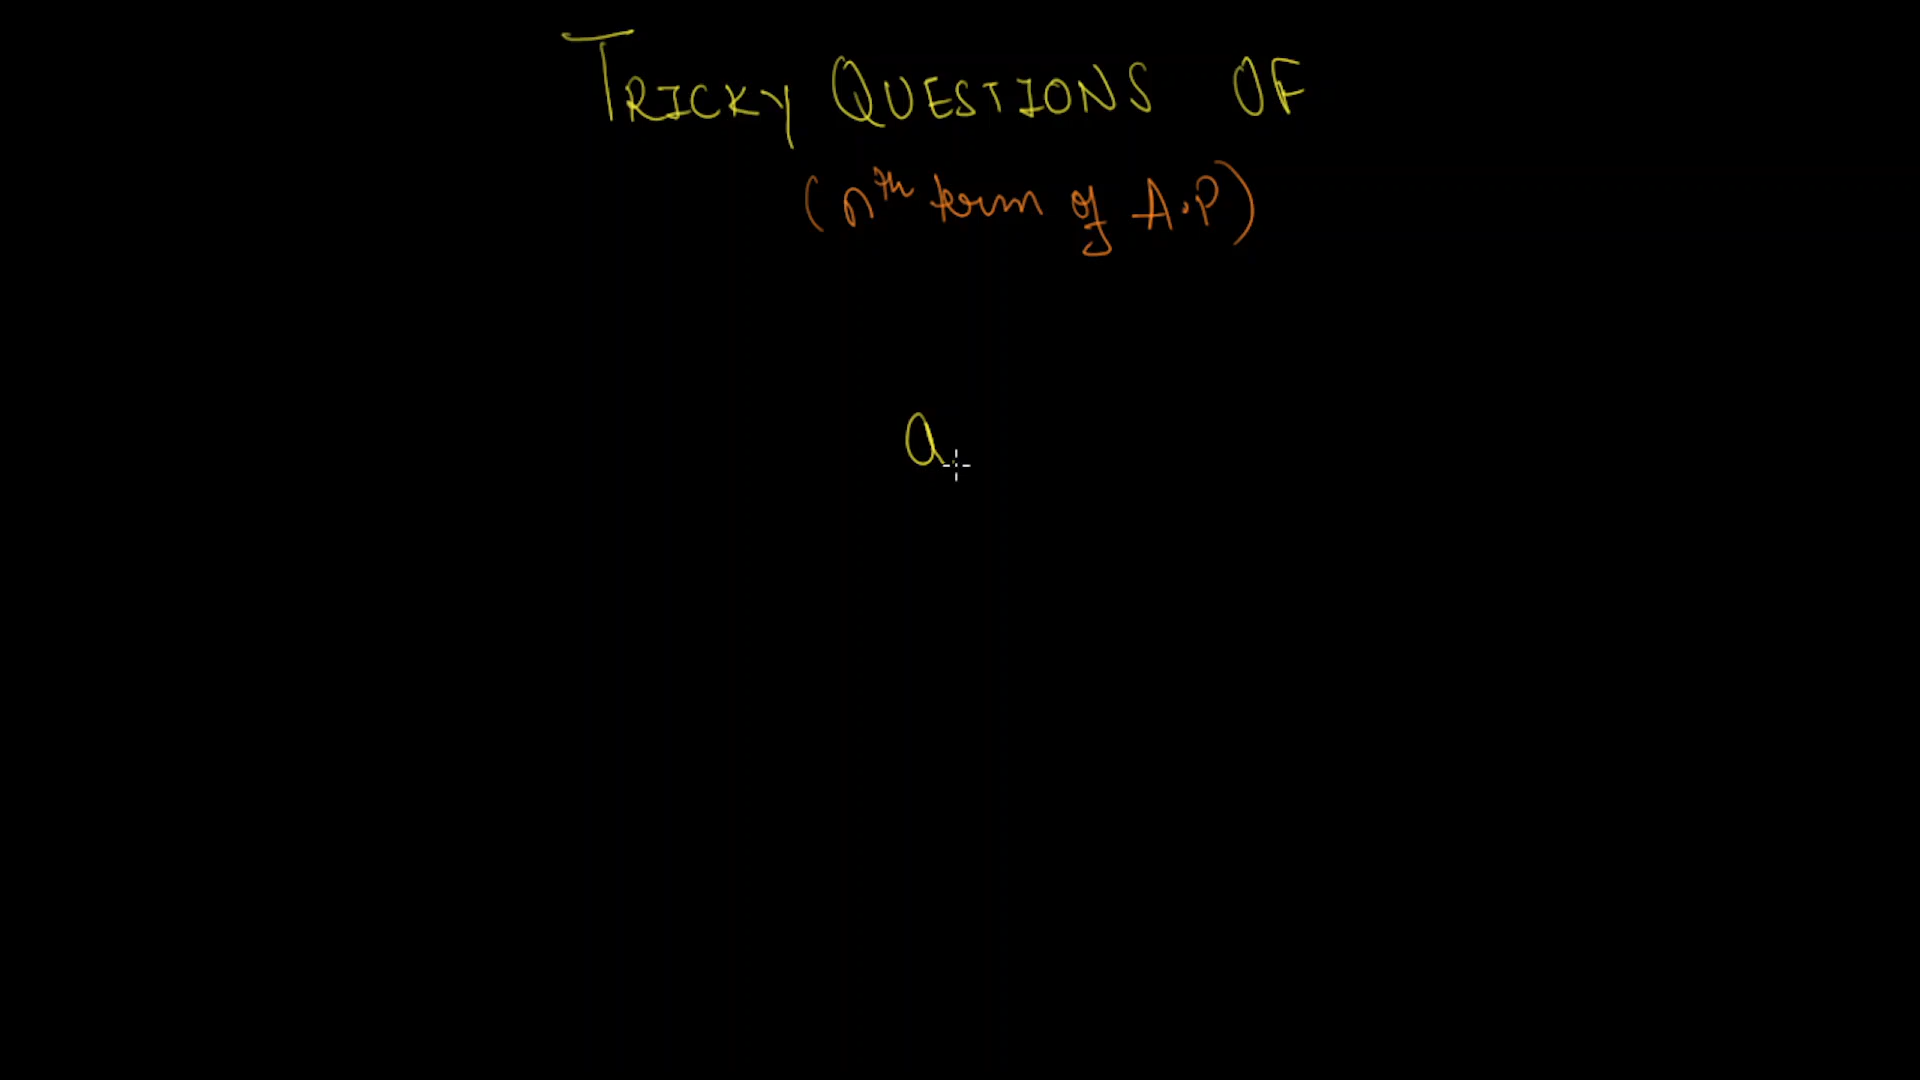 TRICKY QUESTIONS OF
(nth term of A.P)
a